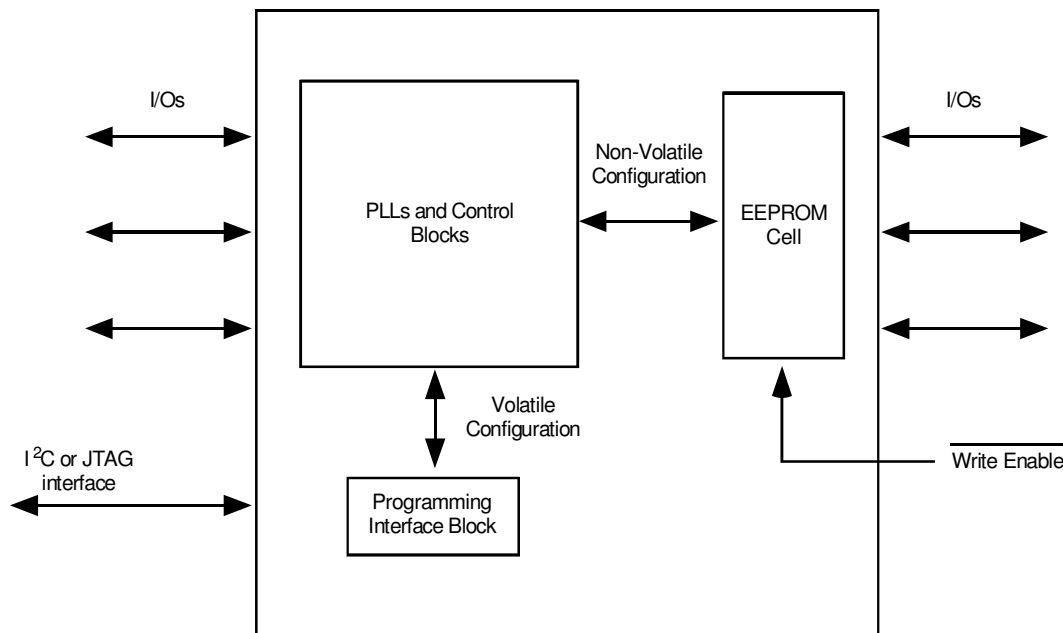 I/Os
I/Os
Non-Volatile
Configuration
PLLs and Control
Blocks
EEPROM
Cell
Volatile
Configuration
I²C or JTAG
interface
Write Enable
Programming
Interface Block